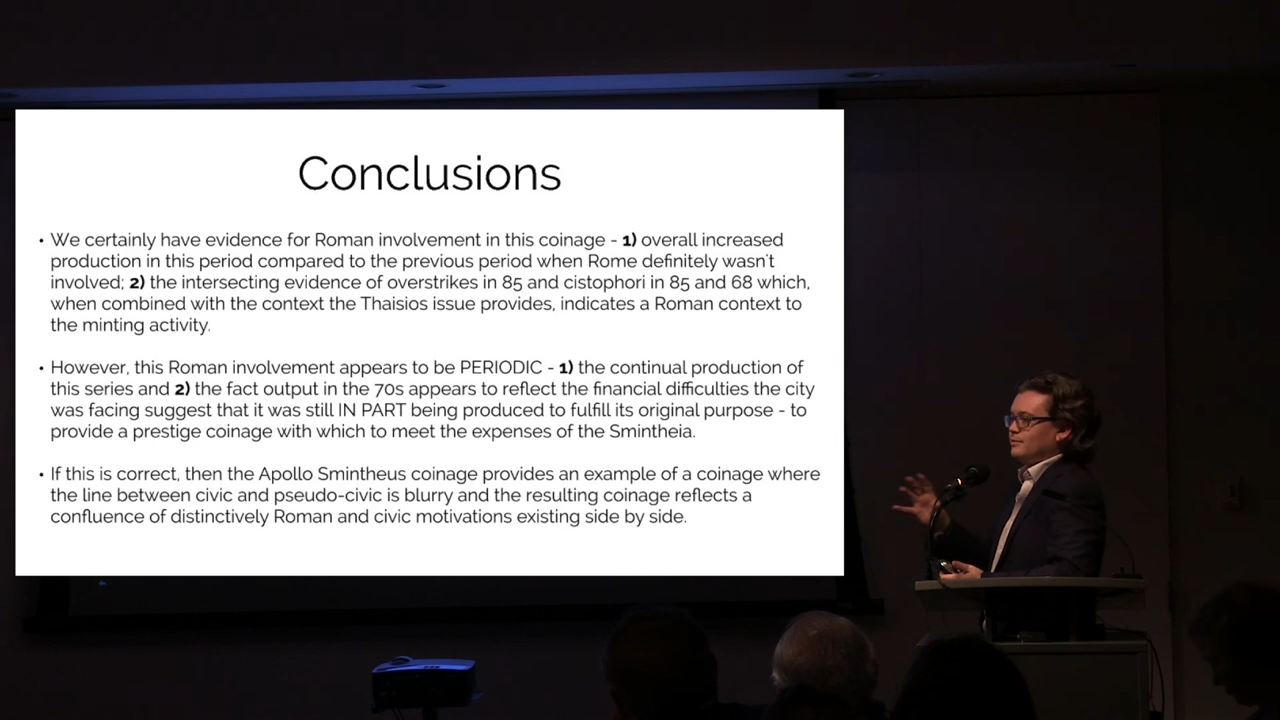 Conclusions
• We certainly have evidence for Roman involvement in this coinage - 1) overall increased
production in this period compared to the previous period when Rome definitely wasn't
involved; 2) the intersecting evidence of overstrikes in 85 and cistophori in 85 and 68 which,
when combined with the context the Thaisios issue provides, indicates a Roman context to
the minting activity.
• However, this Roman involvement appears to be PERIODIC - 1) the continual production of
this series and 2) the fact output in the 70s appears to reflect the financial difficulties the city
was facing suggest that it was still IN PART being produced to fulfill its original purpose - to
provide a prestige coinage with which to meet the expenses of the Smintheia.
• If this is correct, then the Apollo Smintheus coinage provides an example of a coinage where
the line between civic and pseudo-civic is blurry and the resulting coinage reflects a
confluence of distinctively Roman and civic motivations existing side by side.